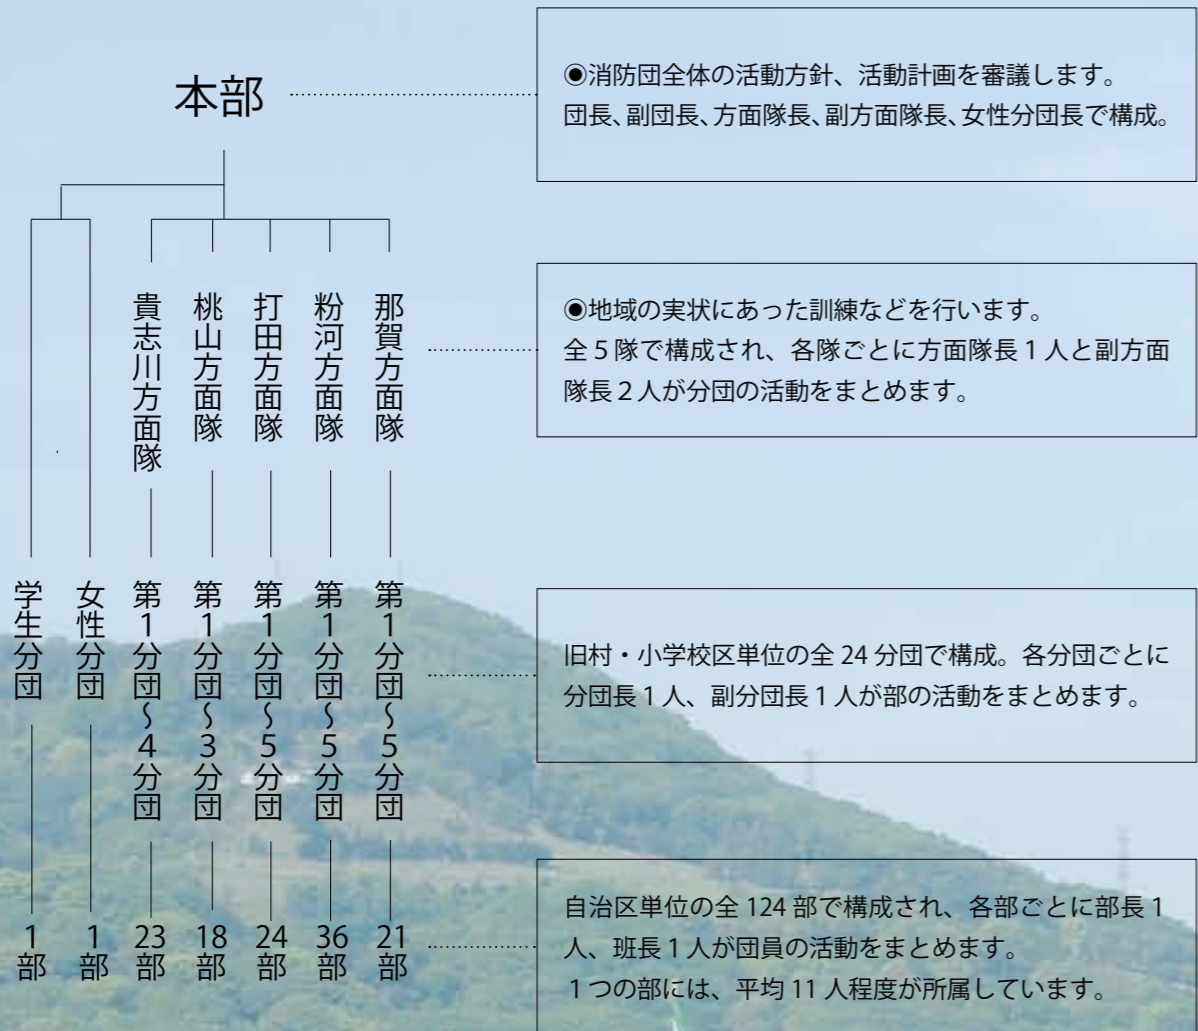 本部
◉消防団全体の活動方針、活動計画を審議します。
団長、副団長、方面隊長、副方面隊長、女性分団長で構成。
那賀方面隊
粉河方面隊
打田方面隊
桃山方面隊
貴志川方面隊
◉地域の実状にあった訓練などを行います。
全5隊で構成され、各隊ごとに方面隊長1人と副方面
隊長2人が分団の活動をまとめます。
第1分団〜5分団
第1分団〜5分団
第1分団〜5分団
第1分団〜3分団
第1分団〜4分団
女性分団
学生分団
旧村・小学校区単位の全24分団で構成。各分団ごとに
分団長1人、副分団長1人が部の活動をまとめます。
21部
36部
24部
18部
23部
1部
1部
自治区単位の全124部で構成され、各部ごとに部長1
人、班長1人が団員の活動をまとめます。
1つの部には、平均11人程度が所属しています。